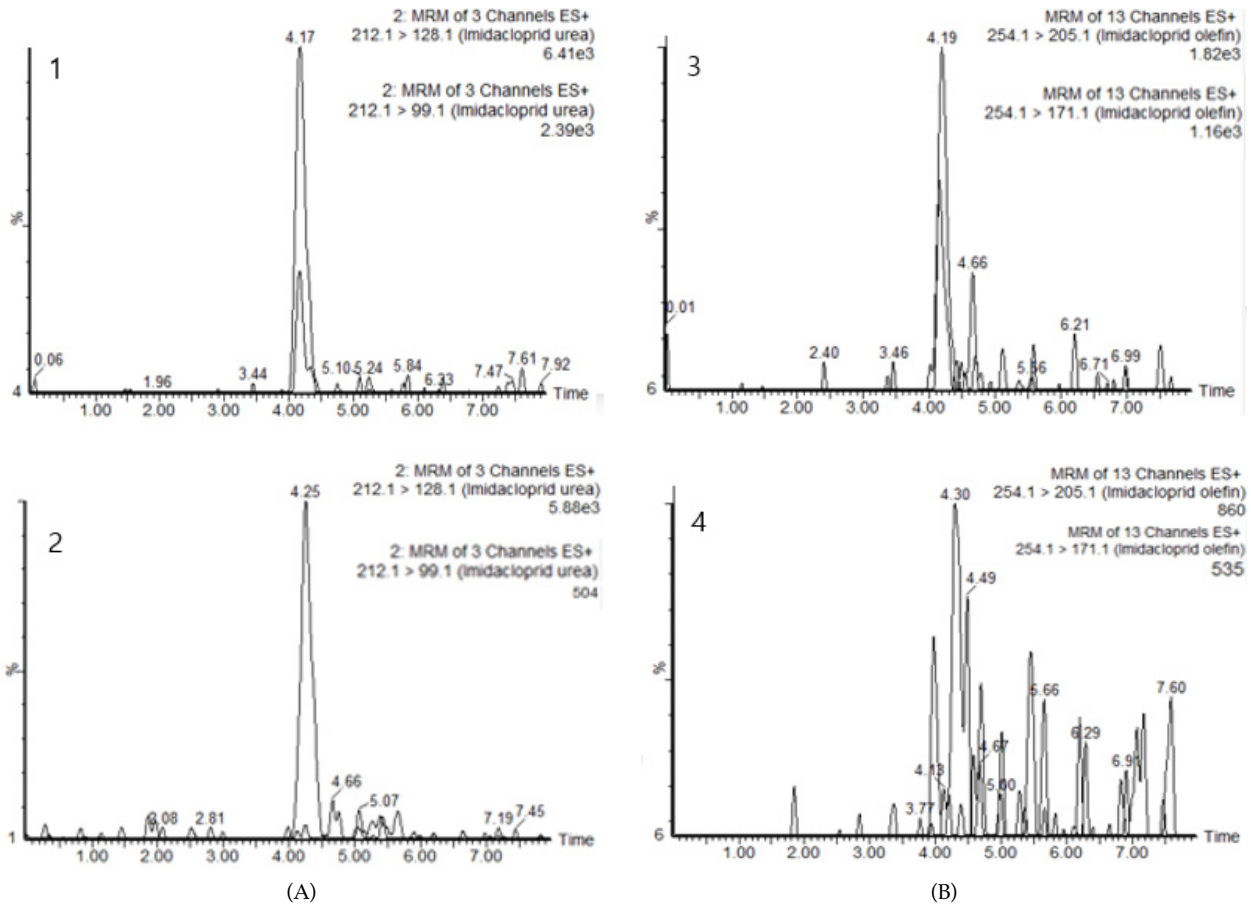 1
2: MRM of 3 Channels ES+
212.1 > 128.1 (Imidacloprid urea)
6.41e3
2: MRM of 3 Channels ES+
212.1 > 99.1 (Imidacloprid urea)
2.39e3
4.17
0.06
1.96
3.44
5.10
5.24
5.84
6.33
7.47
7.61
7.92
%
4
1.00
2.00
3.00
4.00
5.00
6.00
7.00
Time
3
MRM of 13 Channels ES+
254.1 > 205.1 (Imidacloprid olefin)
1.82e3
MRM of 13 Channels ES+
254.1 > 171.1 (Imidacloprid olefin)
1.16e3
4.19
4.66
0.01
2.40
3.46
5.56
6.21
6.71
6.99
%
6
1.00
2.00
3.00
4.00
5.00
6.00
7.00
Time
2
2: MRM of 3 Channels ES+
212.1 > 128.1 (Imidacloprid urea)
5.88e3
2: MRM of 3 Channels ES+
212.1 > 99.1 (Imidacloprid urea)
504
4.25
4.66
5.07
2.08
2.81
7.19
7.45
%
1
1.00
2.00
3.00
4.00
5.00
6.00
7.00
Time
4
MRM of 13 Channels ES+
254.1 > 205.1 (Imidacloprid olefin)
860
MRM of 13 Channels ES+
254.1 > 171.1 (Imidacloprid olefin)
535
4.30
4.49
5.66
7.60
4.67
6.29
4.13
5.00
6.9
3.77
%
6
1.00
2.00
3.00
4.00
5.00
6.00
7.00
Time
(A)
(B)